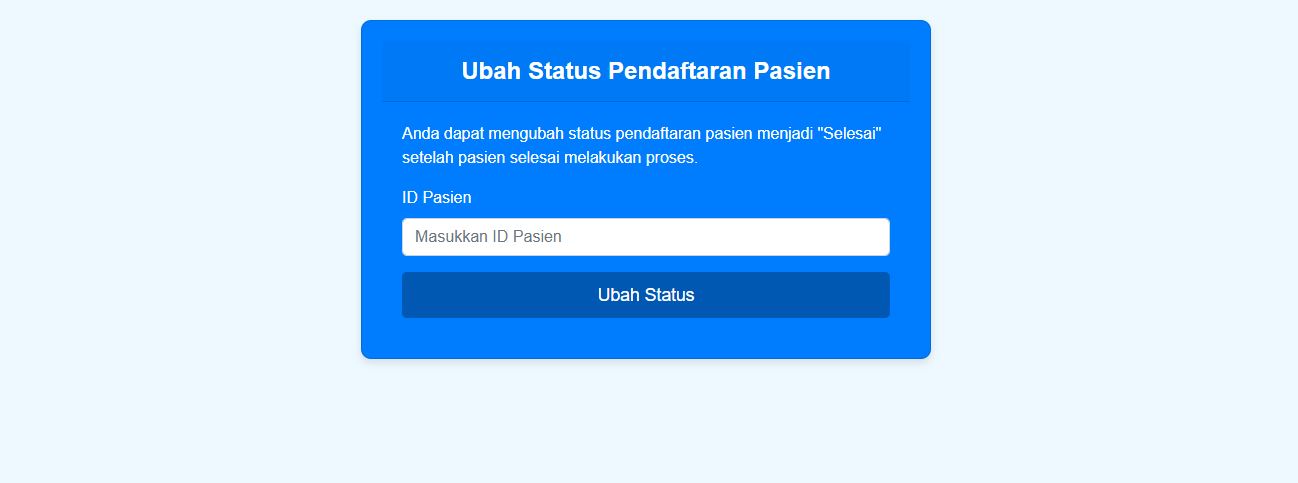 Ubah Status Pendaftaran Pasien
Anda dapat mengubah status pendaftaran pasien menjadi "Selesai"
setelah pasien selesai melakukan proses.
ID Pasien
Masukkan ID Pasien
Ubah Status